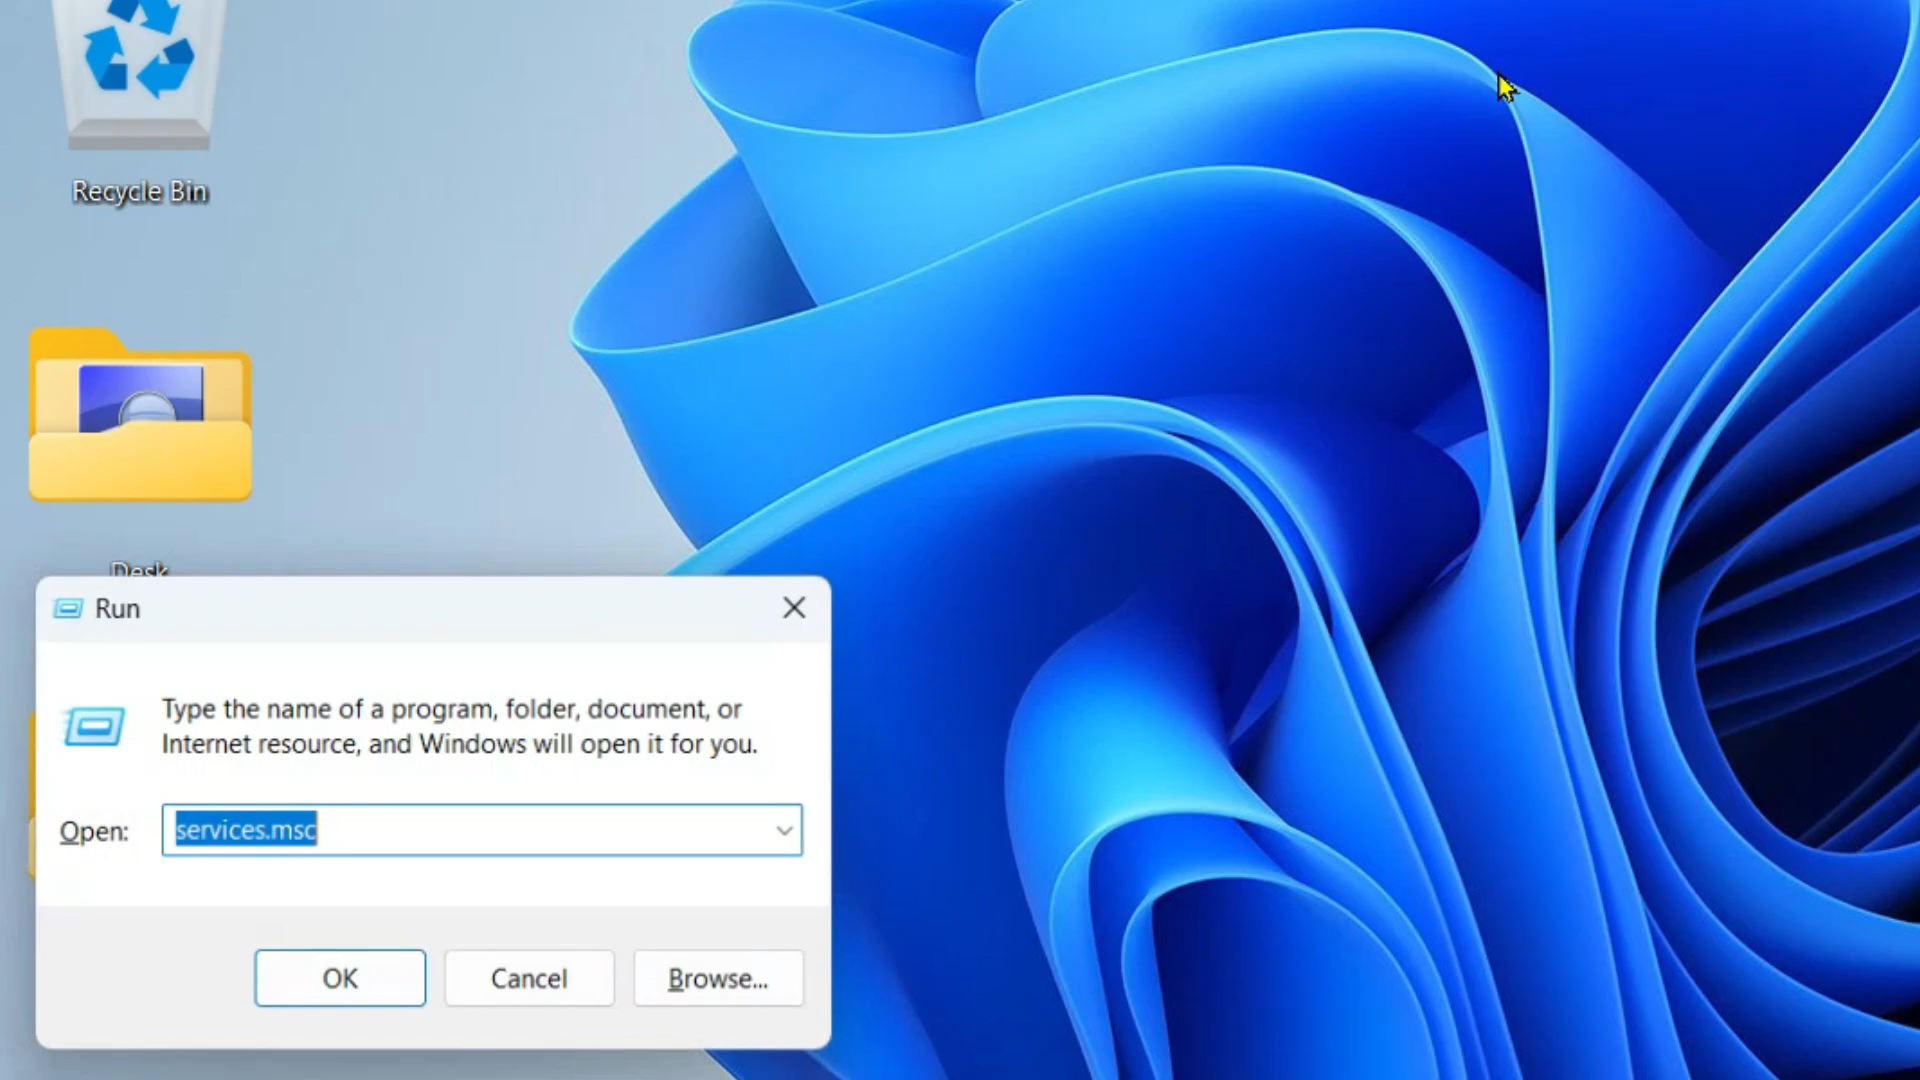 Recycle Bin
Desk
Run
Type the name of a program, folder, document, or
Internet resource, and Windows will open it for you.
Open:
services.msc
OK
Cancel
Browse...